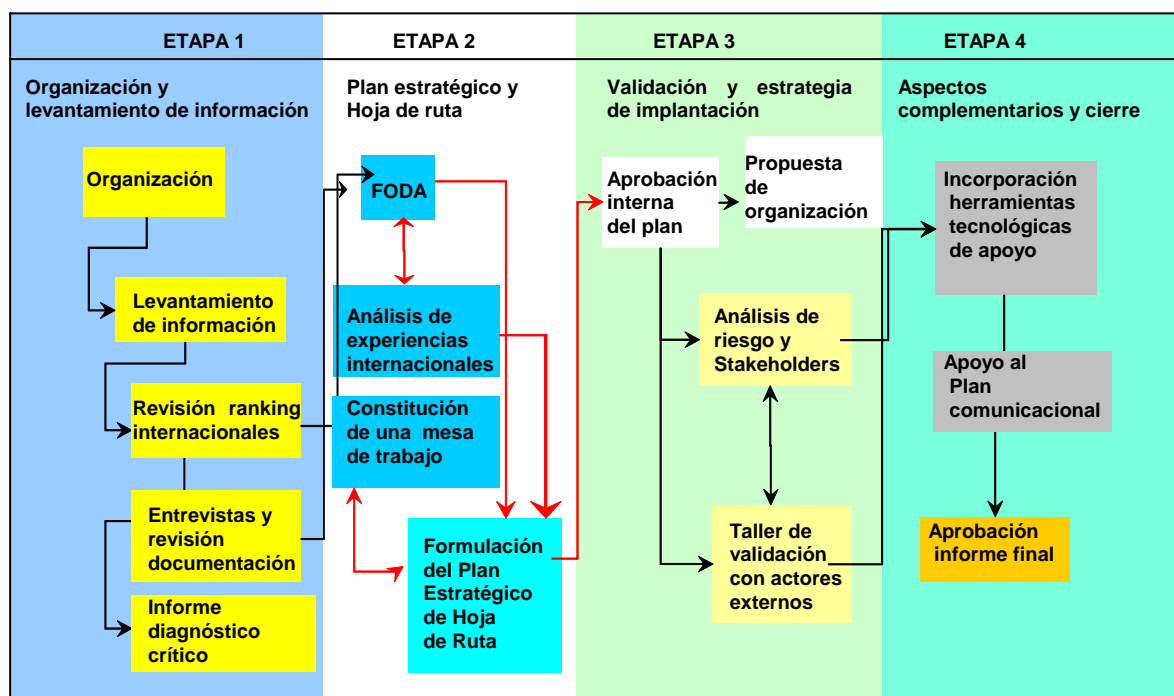 ETAPA 1
ETAPA 2
ETAPA 3
ETAPA 4
Organización y
levantamiento de información
Plan estratégico y
Hoja de ruta
Validación y estrategia
de implantación
Aspectos
complementarios y cierre
Organización
Levantamiento
de información
Revisión ranking
internacionales
Entrevistas y
revisión
documentación
Informe
diagnóstico
crítico
FODA
Análisis de
experiencias
internacionales
Constitución
de una mesa
de trabajo
Formulación
del Plan
Estratégico
de Hoja
de Ruta
Aprobación
interna
del plan
Propuesta
de
organización
Análisis de
riesgo y
Stakeholders
Taller de
validación
con actores
externos
Incorporación
herramientas
tecnológicas
de apoyo
Apoyo al
Plan
comunicacional
Aprobación
informe final